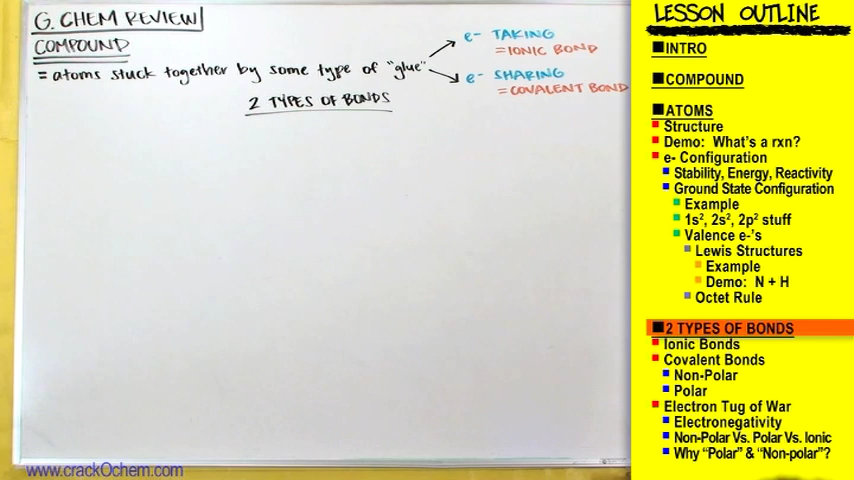 G. CHEM REVIEW
COMPOUND
= atoms stuck together by some type of "glue"
e- TAKING
= IONIC BOND
e- SHARING
= COVALENT BOND
2 TYPES OF BONDS
www.crackOchem.com
LESSON OUTLINE
INTRO
COMPOUND
ATOMS
Structure
Demo: What's a rxn?
e- Configuration
Stability, Energy, Reactivity
Ground State Configuration
Example
1s², 2s², 2p² stuff
Valence e-'s
Lewis Structures
Example
Demo: N + H
Octet Rule
2 TYPES OF BONDS
Ionic Bonds
Covalent Bonds
Non-Polar
Polar
Electron Tug of War
Electronegativity
Non-Polar Vs. Polar Vs. Ionic
Why "Polar" & "Non-polar"?